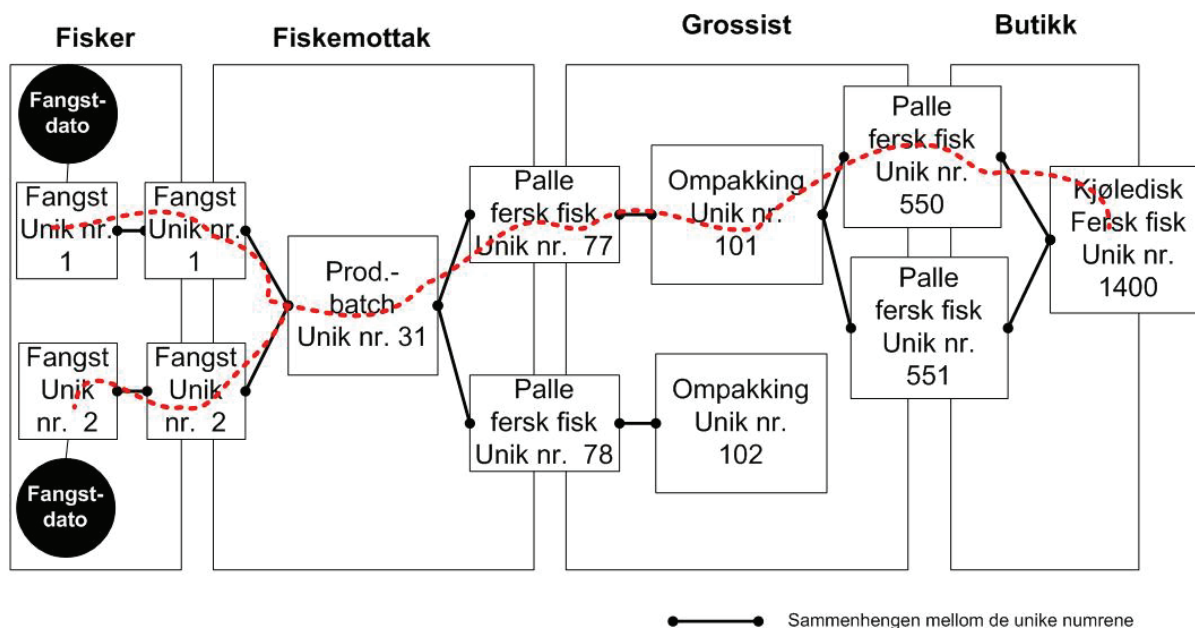 Fisker
Fiskemottak
Grossist
Butikk
Fangst-
dato
Fangst
Unik nr.
1
Fangst
Unik nr.
1
Fangst
Unik
nr. 2
Fangst
Unik
nr. 2
Fangst-
dato
Prod.-
batch
Unik nr. 31
Palle
fersk fisk
Unik nr. 77
Palle
fersk fisk
Unik nr. 78
Ompakking
Unik nr.
101
Ompakking
Unik nr.
102
Palle
fersk fisk
Unik nr.
550
Palle
fersk fisk
Unik nr.
551
Kjøledisk
Fersk fisk
Unik nr.
1400
Sammenhengen mellom de unike numrene